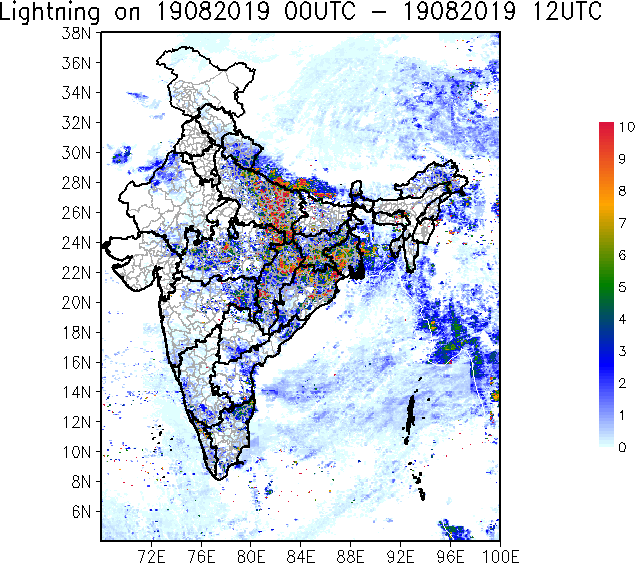 Lightning on 19082019 00UTC – 19082019 12UTC
38N
36N
34N
32N
30N
28N
26N
24N
22N
20N
18N
16N
14N
12N
10N
8N
6N
72E 76E 80E 84E 88E 92E 96E 100E
10
9
8
7
6
5
4
3
2
1
0